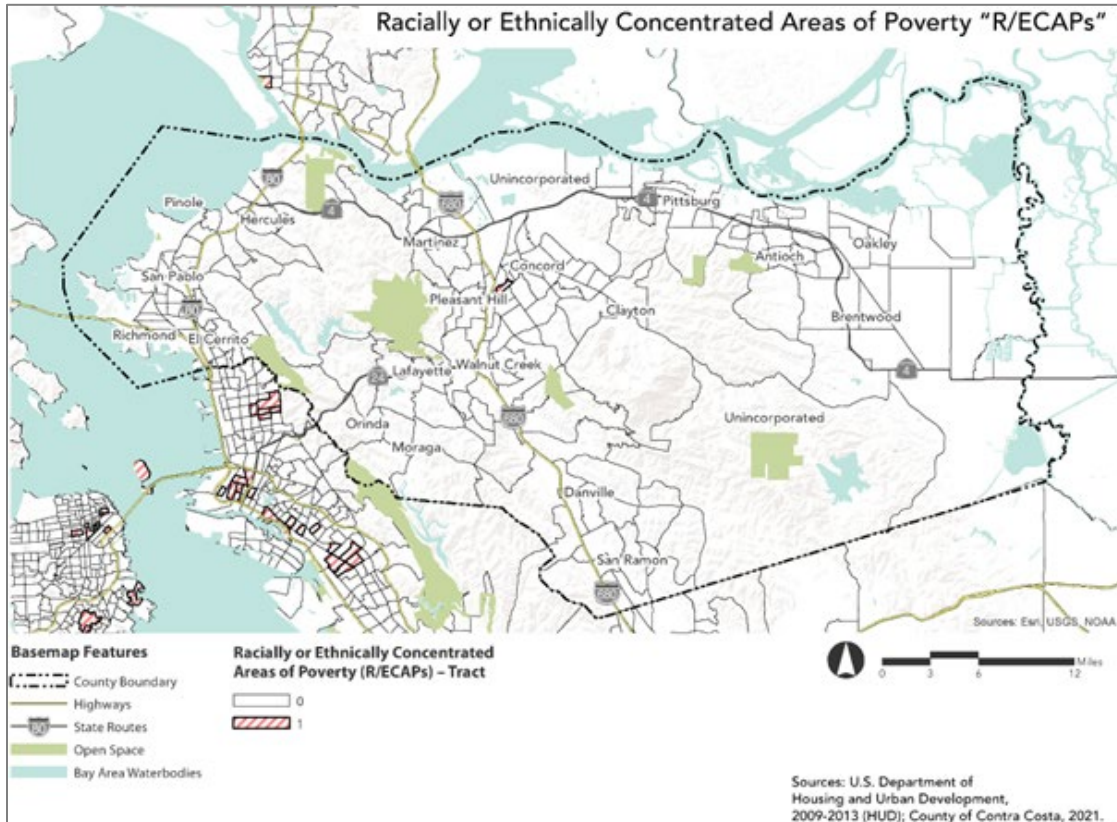 Racially or Ethnically Concentrated Areas of Poverty "R/ECAPs"
Unincorporated
80
Pinole
4
680
4
Pittsburg
Hercules
Martinez
Oakley
Antioch
San Pablo
Concord
80
Pleasant Hill
Clayton
Brentwood
Richmond
El Cerrito
Walnut Creek
4
24
Lafayette
Orinda
680
Unincorporated
Moraga
Danville
San Ramon
680
Sources: Esri, USGS, NOAA
Basemap Features
County Boundary
Highways
80
State Routes
Open Space
Bay Area Waterbodies
Racially or Ethnically Concentrated
Areas of Poverty (R/ECAPs) – Tract
0
1
Miles
0 3 6 12
Sources: U.S. Department of
Housing and Urban Development,
2009-2013 (HUD); County of Contra Costa, 2021.